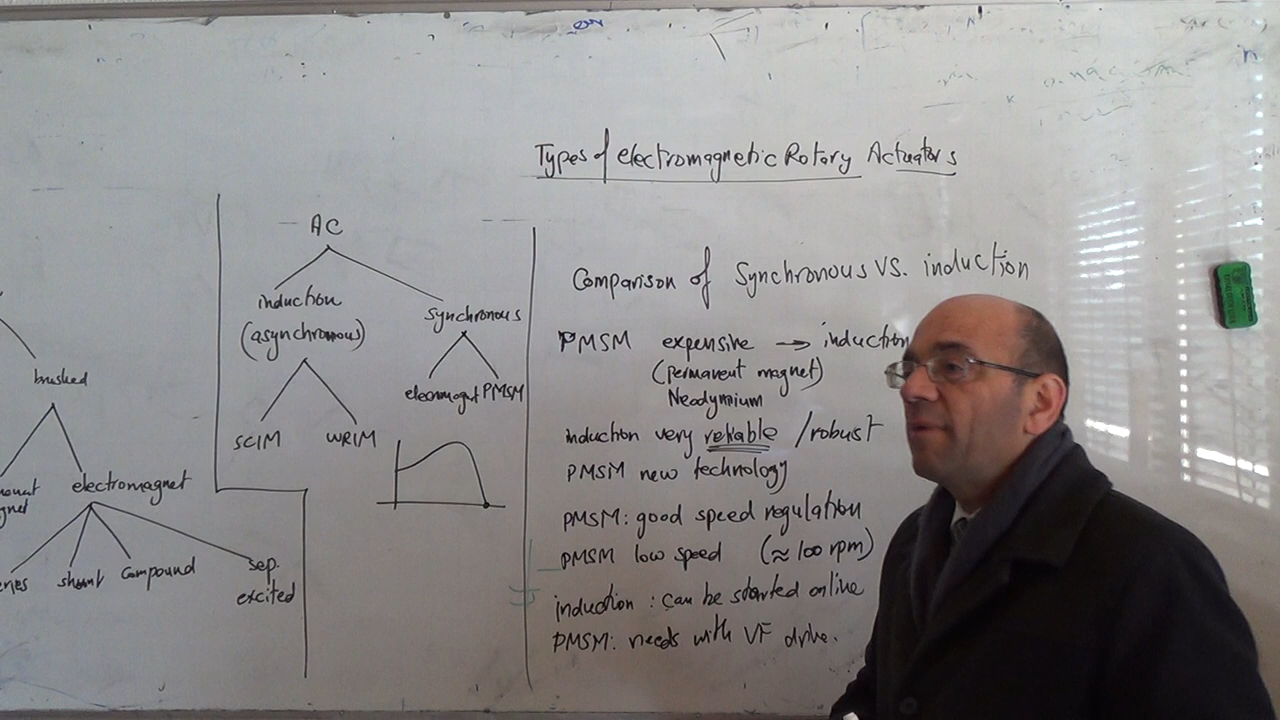 Types of electromagnetic Rotary Actuators
brushed
electromagnet
shunt
Compound
sep.
excited
AC
induction
(asynchronous)
SCIM
WRIM
synchronous
PMSM
Comparison of Synchronous VS. induction
PMSM expensive → induction
(permavent magnet)
Neodymium
induction very reliable / robust
PMSM new technology
PMSM: good speed regulation
PMSM low speed (≈ 100 rpm)
induction : can be started online
PMSM: needs with VF drive.